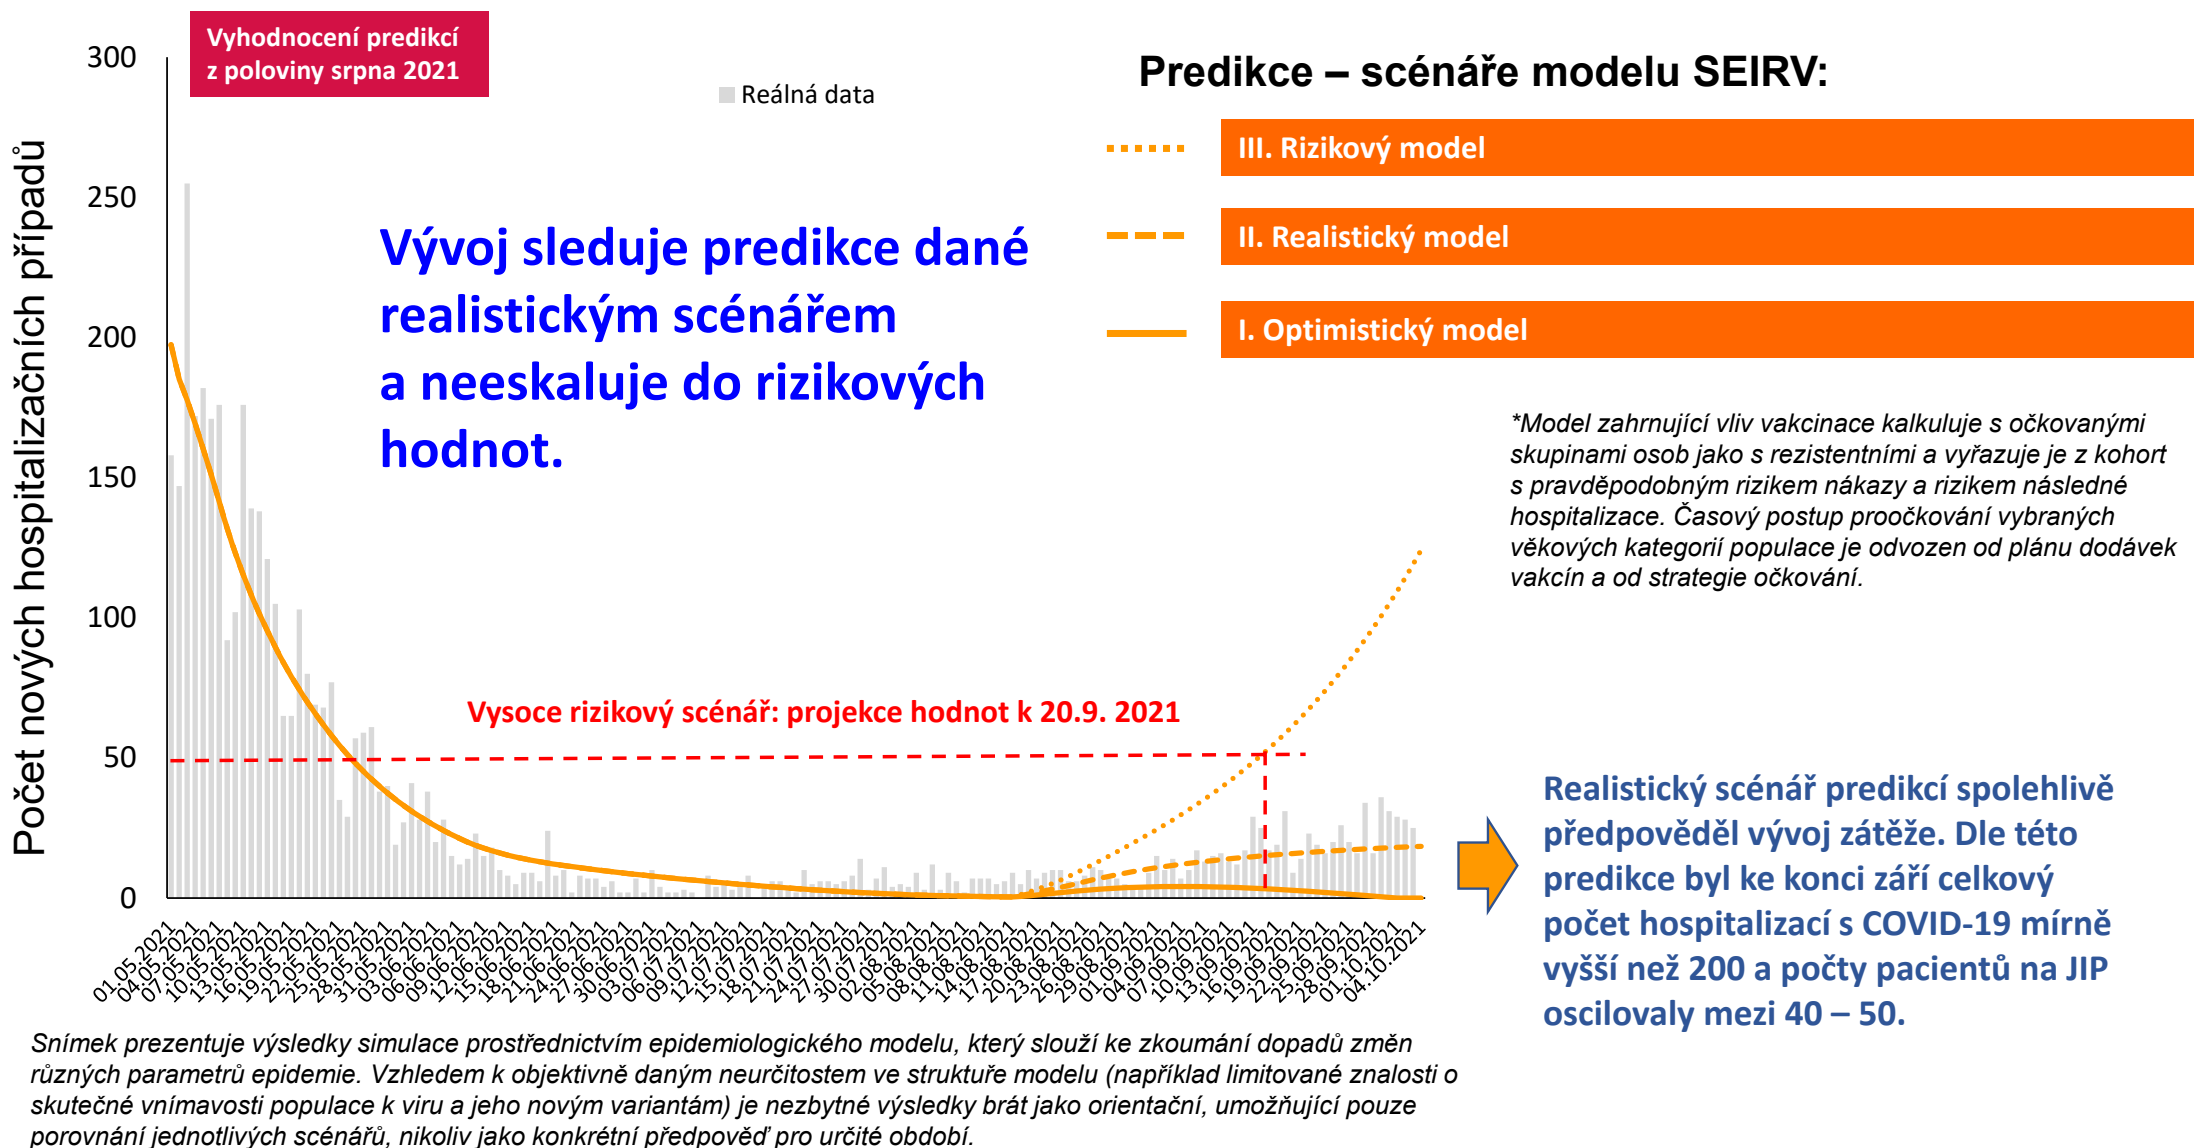 Vyhodnocení predikcí
z poloviny srpna 2021
Reálná data
Predikce – scénáře modelu SEIRV:
III. Rizikový model
II. Realistický model
I. Optimistický model
Počet nových hospitalizačních případů
300
250
200
150
100
50
0
Vývoj sleduje predikce dané
realistickým scénářem
a neeskaluje do rizikových
hodnot.
*Model zahrnující vliv vakcinace kalkuluje s očkovanými
skupinami osob jako s rezistentními a vyřazuje je z kohort
s pravděpodobným rizikem nákazy a rizikem následné
hospitalizace. Časový postup proočkování vybraných
věkových kategorií populace je odvozen od plánu dodávek
vakcín a od strategie očkování.
Vysoce rizikový scénář: projekce hodnot k 20.9. 2021
Realistický scénář predikcí spolehlivě
předpověděl vývoj zátěže. Dle této
predikce byl ke konci září celkový
počet hospitalizací s COVID-19 mírně
vyšší než 200 a počty pacientů na JIP
oscilovaly mezi 40 – 50.
01.05.2021
04.05.2021
07.05.2021
10.05.2021
13.05.2021
16.05.2021
19.05.2021
22.05.2021
25.05.2021
28.05.2021
31.05.2021
03.06.2021
06.06.2021
09.06.2021
12.06.2021
15.06.2021
18.06.2021
21.06.2021
24.06.2021
27.06.2021
30.06.2021
03.07.2021
06.07.2021
09.07.2021
12.07.2021
15.07.2021
18.07.2021
21.07.2021
24.07.2021
27.07.2021
30.07.2021
02.08.2021
05.08.2021
08.08.2021
11.08.2021
14.08.2021
17.08.2021
20.08.2021
23.08.2021
26.08.2021
29.08.2021
01.09.2021
04.09.2021
07.09.2021
10.09.2021
13.09.2021
16.09.2021
19.09.2021
22.09.2021
25.09.2021
28.09.2021
01.10.2021
04.10.2021
Snímek prezentuje výsledky simulace prostřednictvím epidemiologického modelu, který slouží ke zkoumání dopadů změn
různých parametrů epidemie. Vzhledem k objektivně daným neurčitostem ve struktuře modelu (například limitované znalosti o
skutečné vnímavosti populace k viru a jeho novým variantám) je nezbytné výsledky brát jako orientační, umožňující pouze
porovnání jednotlivých scénářů, nikoliv jako konkrétní předpověď pro určité období.